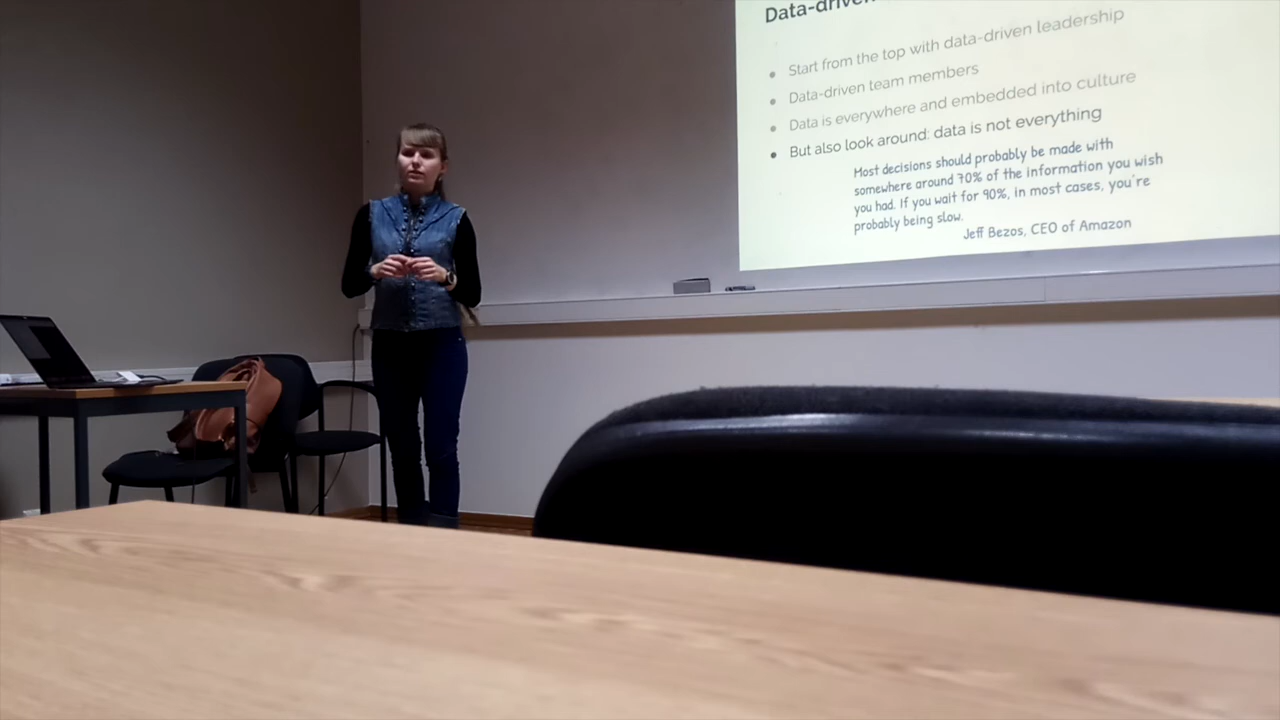 Data-driven
Start from the top with data-driven leadership
Data-driven team members
Data is everywhere and embedded into culture
But also look around: data is not everything
Most decisions should probably be made with
somewhere around 70% of the information you wish
you had. If you wait for 90%, in most cases, you're
probably being slow.
Jeff Bezos, CEO of Amazon